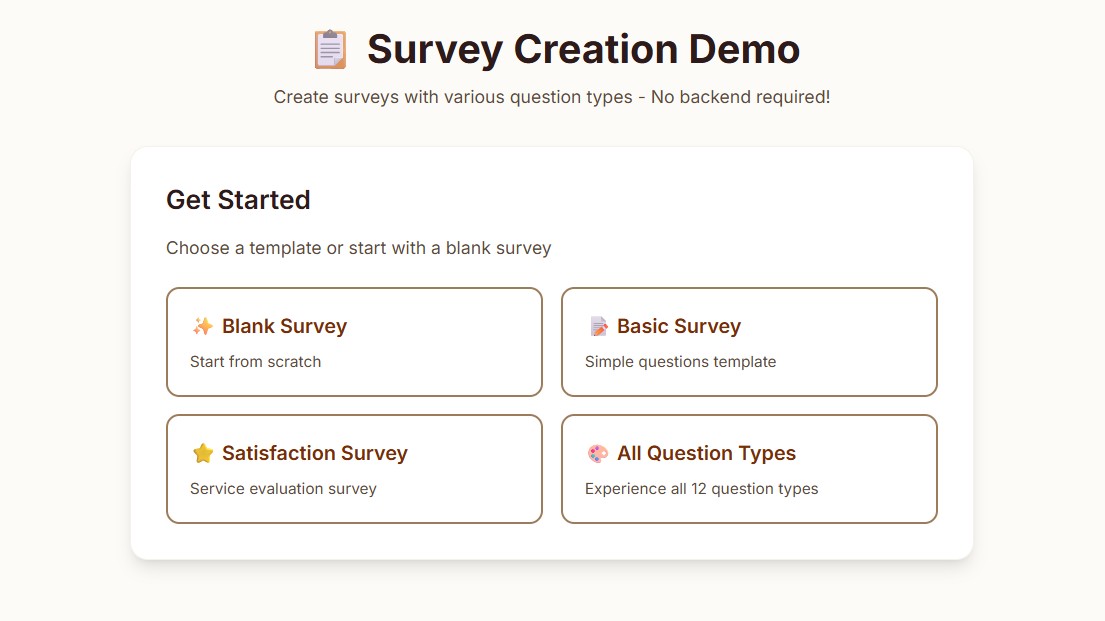 Survey Creation Demo
Create surveys with various question types - No backend required!
Get Started
Choose a template or start with a blank survey
Blank Survey
Start from scratch
Basic Survey
Simple questions template
Satisfaction Survey
Service evaluation survey
All Question Types
Experience all 12 question types